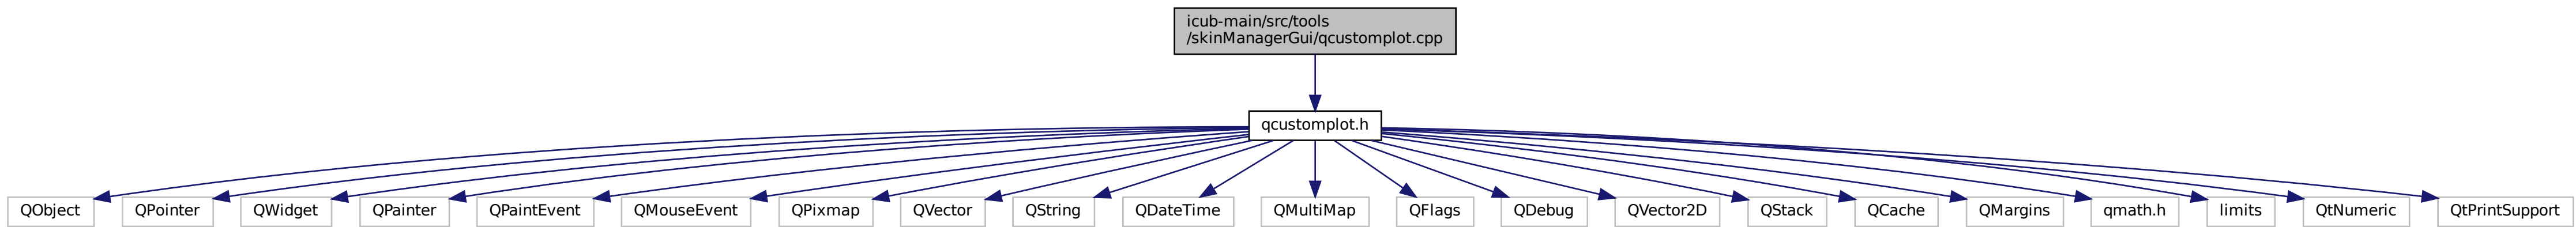 icub-main/src/tools
/skinManagerGui/qcustomplot.cpp
qcustomplot.h
QObject
QPointer
QWidget
QPainter
QPaintEvent
QMouseEvent
QPixmap
QVector
QString
QDateTime
QMultiMap
QFlags
QDebug
QVector2D
QStack
QCache
QMargins
qmath.h
limits
QtNumeric
QtPrintSupport